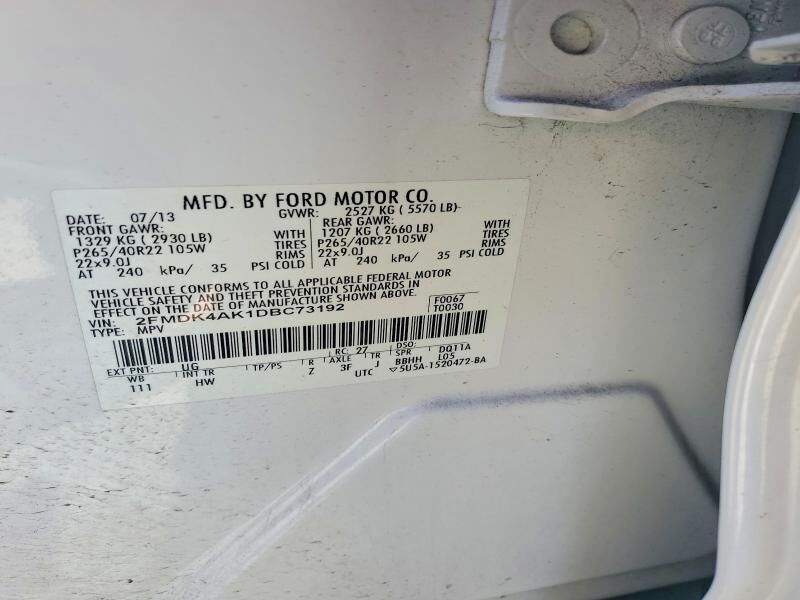 MFD. BY FORD MOTOR CO.
DATE: 07/13 GVWR: 2527 KG ( 5570 LB)
FRONT GAWR: REAR GAWR:
1329 KG ( 2930 LB) WITH 1207 KG ( 2660 LB) WITH
P265/40R22 105W TIRES P265/40R22 105W TIRES
22x9.0J RIMS 22x9.0J RIMS
AT 240 kPa/ 35 PSI COLD AT 240 kPa/ 35 PSI COLD
THIS VEHICLE CONFORMS TO ALL APPLICABLE FEDERAL MOTOR
VEHICLE SAFETY AND THEFT PREVENTION STANDARDS IN
EFFECT ON THE DATE OF MANUFACTURE SHOWN ABOVE.
VIN: 2FMDK4AK1DBC73192 F0067
TYPE: MPV T0030
EXT PNT: UG RC: 27 DSO: DQ11A
WB INT TR TP/PS R AXLE TR SPR L05
111 HW Z 3F J BBHH
UTC 5U5A-1520472-BA